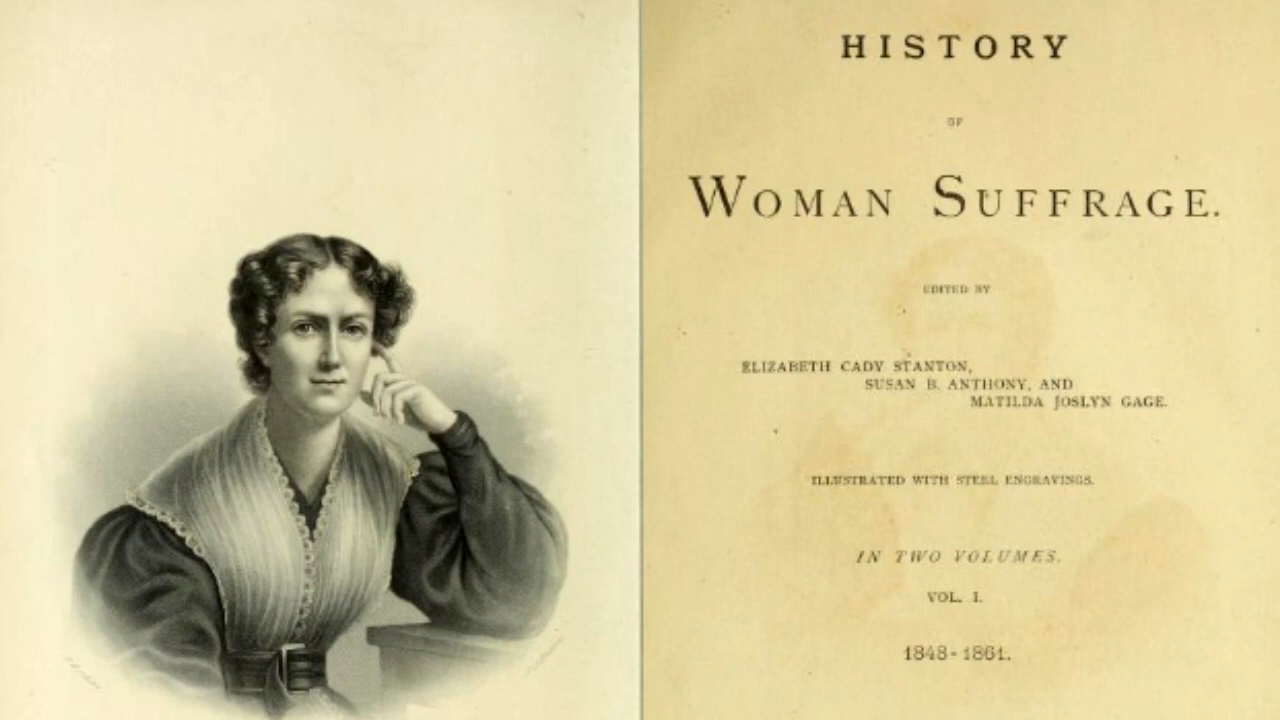 HISTORY
OF
WOMAN SUFFRAGE.
EDITED BY
ELIZABETH CADY STANTON,
SUSAN B. ANTHONY, AND
MATILDA JOSLYN GAGE.
ILLUSTRATED WITH STEEL ENGRAVINGS.
IN TWO VOLUMES.
VOL. I.
1848-1861.